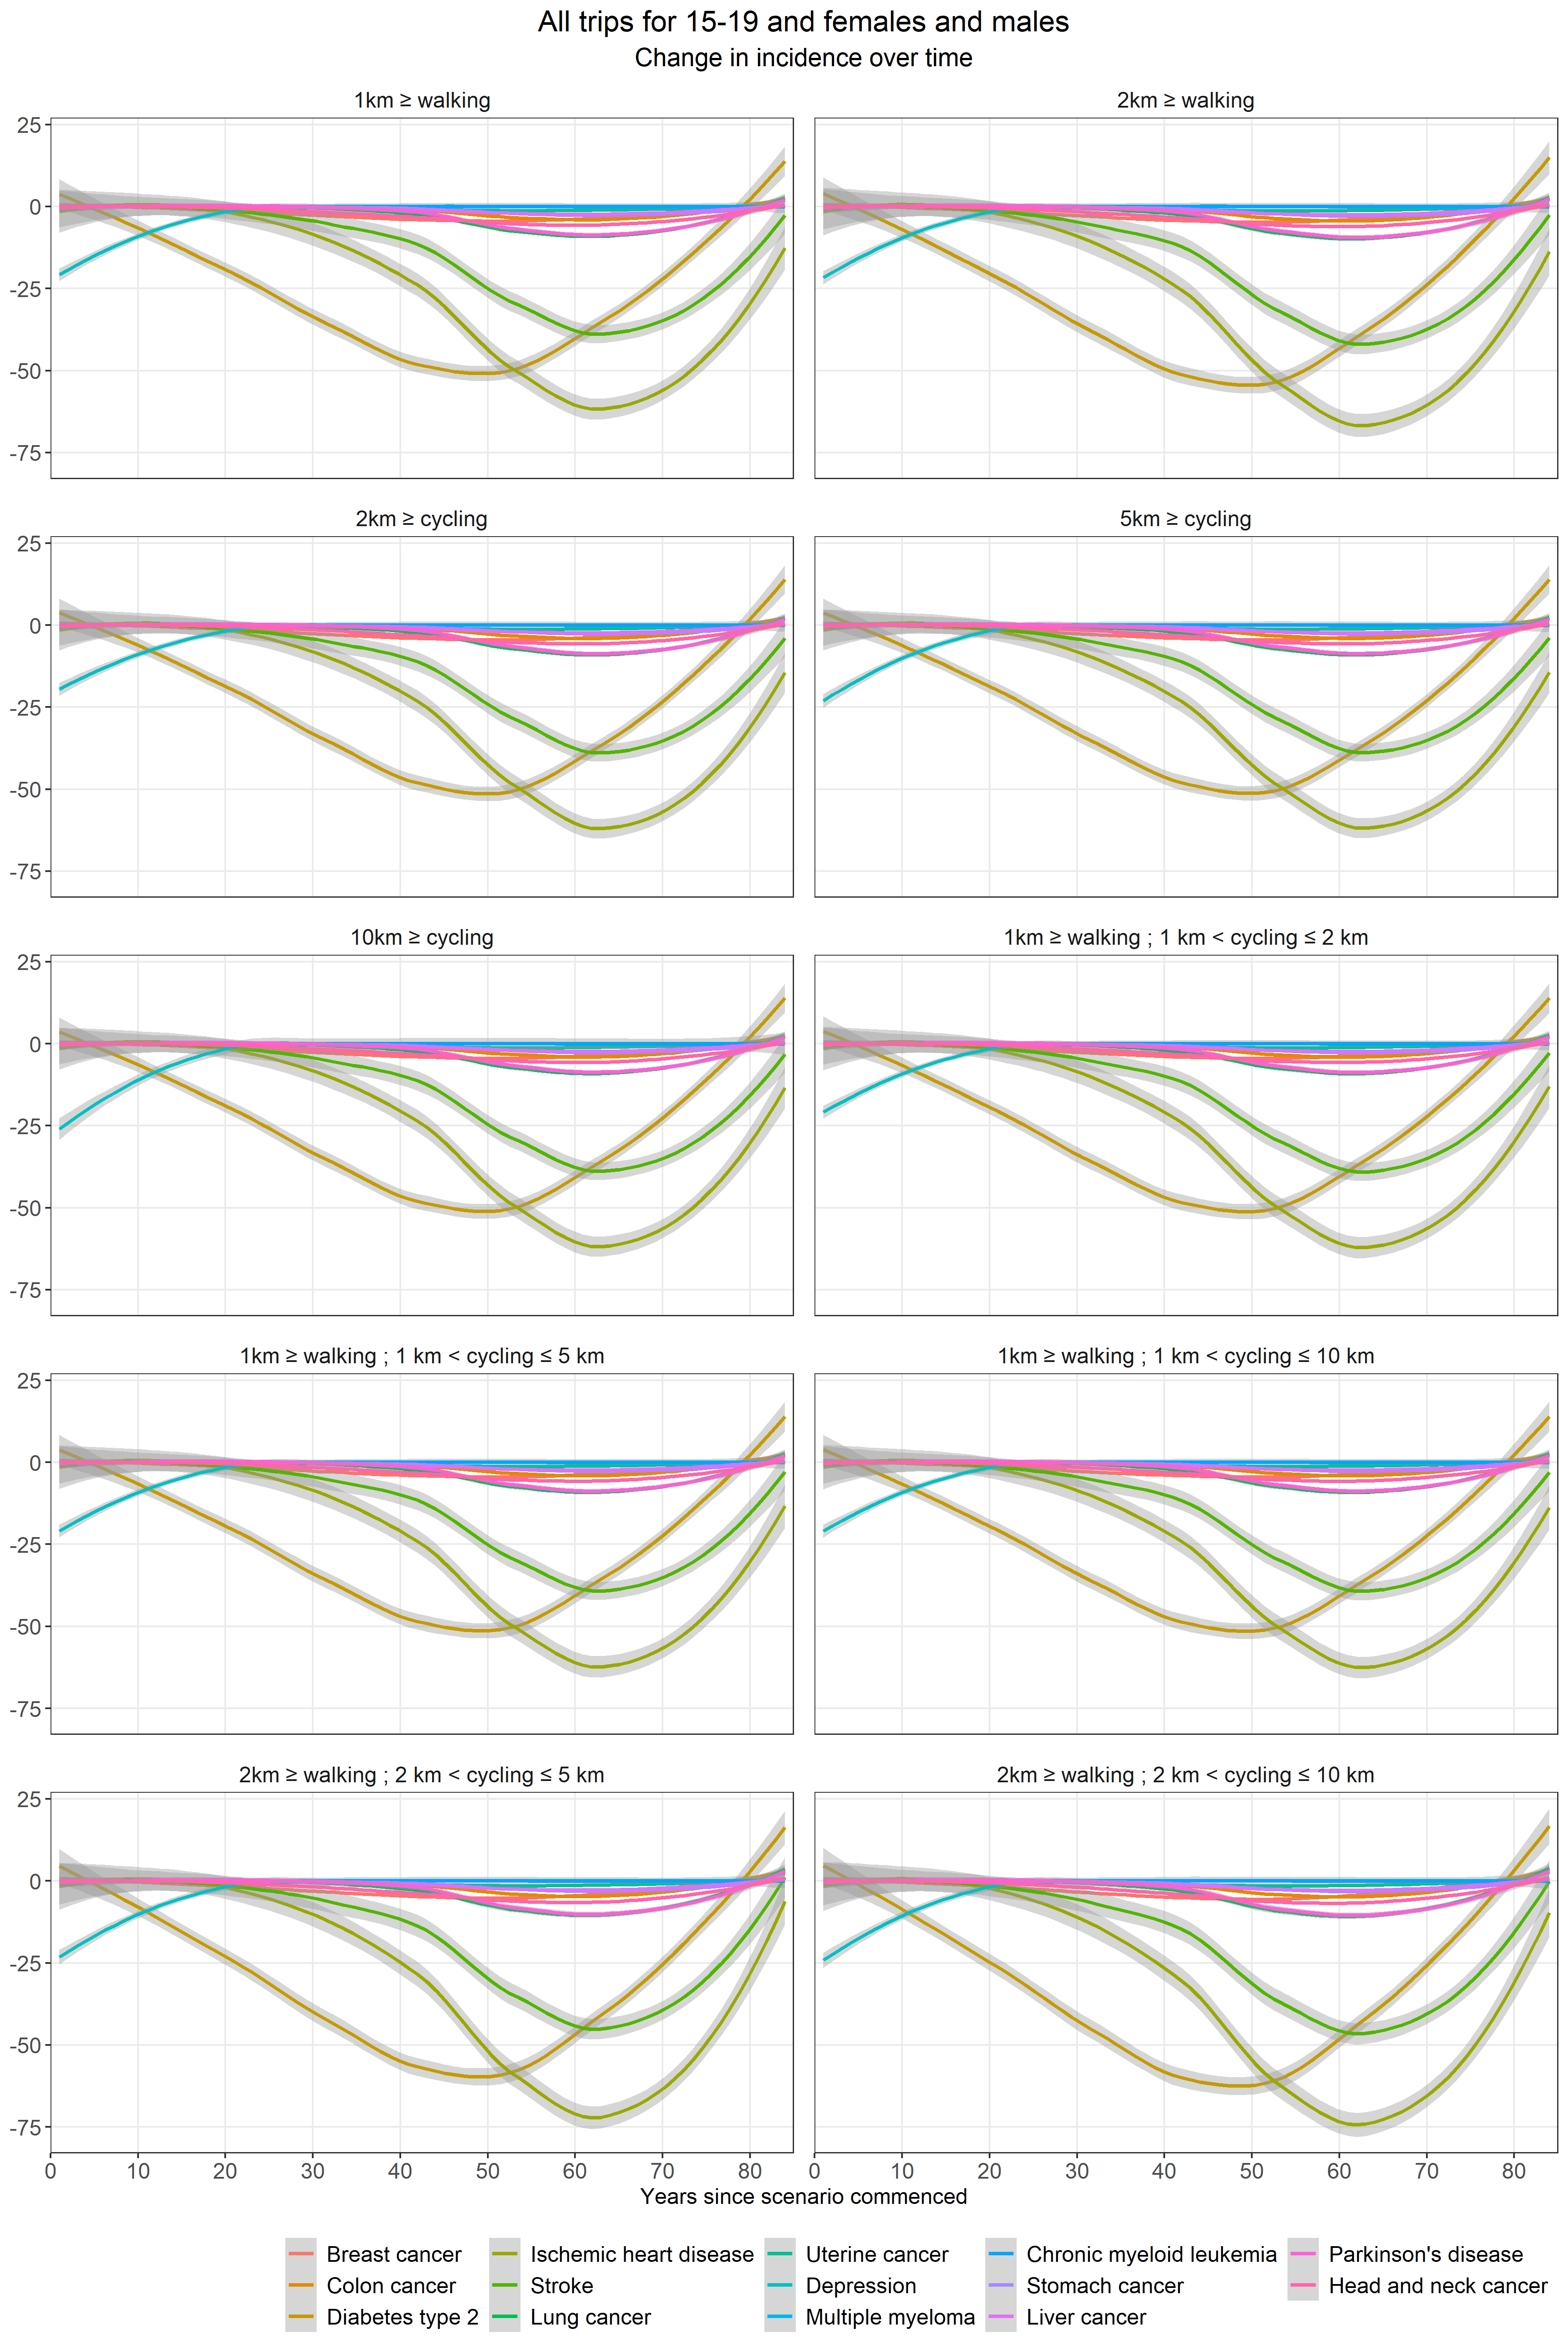 All trips for 15-19 and females and males
Change in incidence over time
1km ≥ walking
2km ≥ walking
25
0
-25
-50
-75
2km ≥ cycling
5km ≥ cycling
25
0
-25
-50
-75
10km ≥ cycling
1km ≥ walking ; 1 km < cycling ≤ 2 km
25
0
-25
-50
-75
1km ≥ walking ; 1 km < cycling ≤ 5 km
1km ≥ walking ; 1 km < cycling ≤ 10 km
25
0
-25
-50
-75
2km ≥ walking ; 2 km < cycling ≤ 5 km
2km ≥ walking ; 2 km < cycling ≤ 10 km
25
0
-25
-50
-75
0 10 20 30 40 50 60 70 80
0 10 20 30 40 50 60 70 80
Years since scenario commenced
Breast cancer
Colon cancer
Diabetes type 2
Ischemic heart disease
Stroke
Lung cancer
Uterine cancer
Depression
Multiple myeloma
Chronic myeloid leukemia
Stomach cancer
Liver cancer
Parkinson's disease
Head and neck cancer